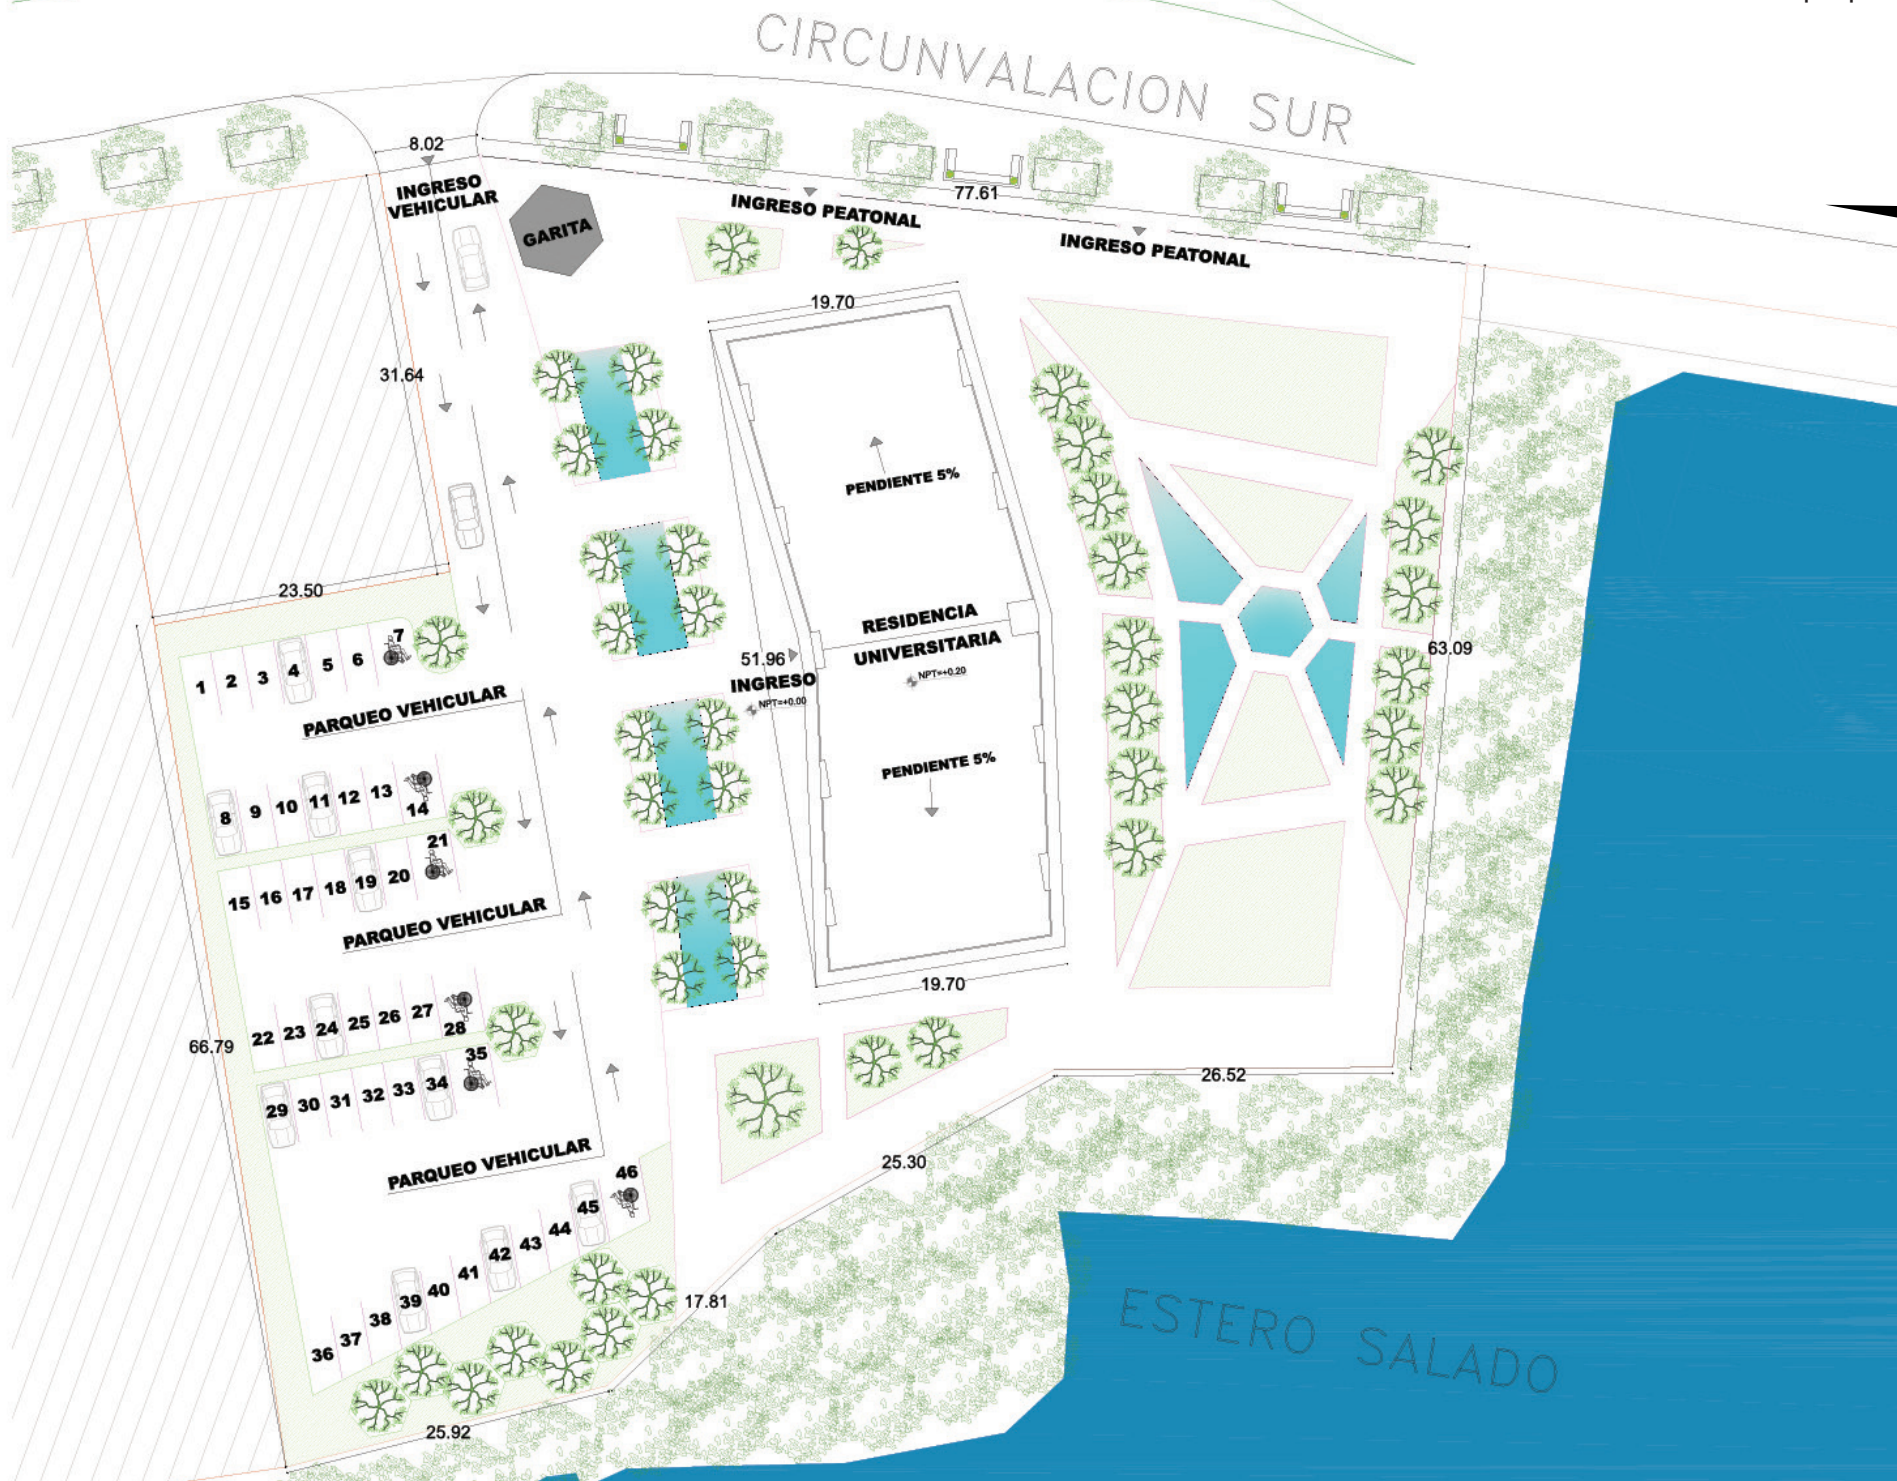 CIRCUNVALACION SUR
8.02
INGRESO
VEHICULAR
GARITA
77.61
INGRESO PEATONAL
INGRESO PEATONAL
19.70
31.64
PENDIENTE 5%
23.50
RESIDENCIA
UNIVERSITARIA
NPT=+0.20
51.96
INGRESO
NPT=+0.00
63.09
1 2 3 4 5 6 7
PARQUEO VEHICULAR
PENDIENTE 5%
8 9 10 11 12 13 14
15 16 17 18 19 20 21
PARQUEO VEHICULAR
19.70
22 23 24 25 26 27 28
66.79
29 30 31 32 33 34 35
26.52
PARQUEO VEHICULAR
25.30
36 37 38 39 40 41 42 43 44 45 46
17.81
ESTERO SALADO
25.92